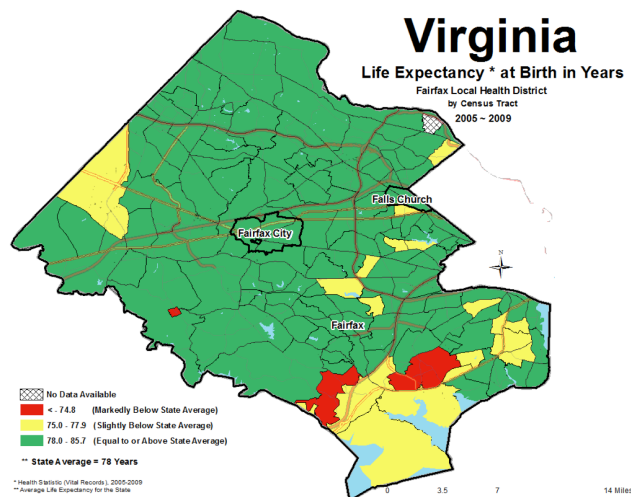 Virginia
Life Expectancy * at Birth in Years
Fairfax Local Health District
by Census Tract
2005 ~ 2009
Falls Church
Fairfax City
N
Fairfax
No Data Available
< - 74.8 (Markedly Below State Average)
75.0 - 77.9 (Slightly Below State Average)
78.0 - 85.7 (Equal to or Above State Average)
** State Average = 78 Years
* Health Statistic (Vital Records), 2005-2009
** Average Life Expectancy for the State
0 3.5 7 14 Miles